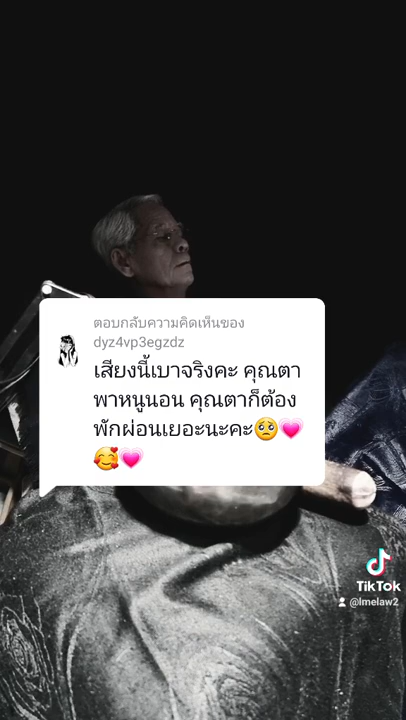 ตอบกลับความคิดเห็นของ
dyz4vp3egzdz
เสียงนี้เบาจริงคะ คุณตา
พาหนูนอน คุณตาก็ต้อง
พักผ่อนเยอะนะคะ🥺💗
🥰💗
TikTok
@lmelaw2